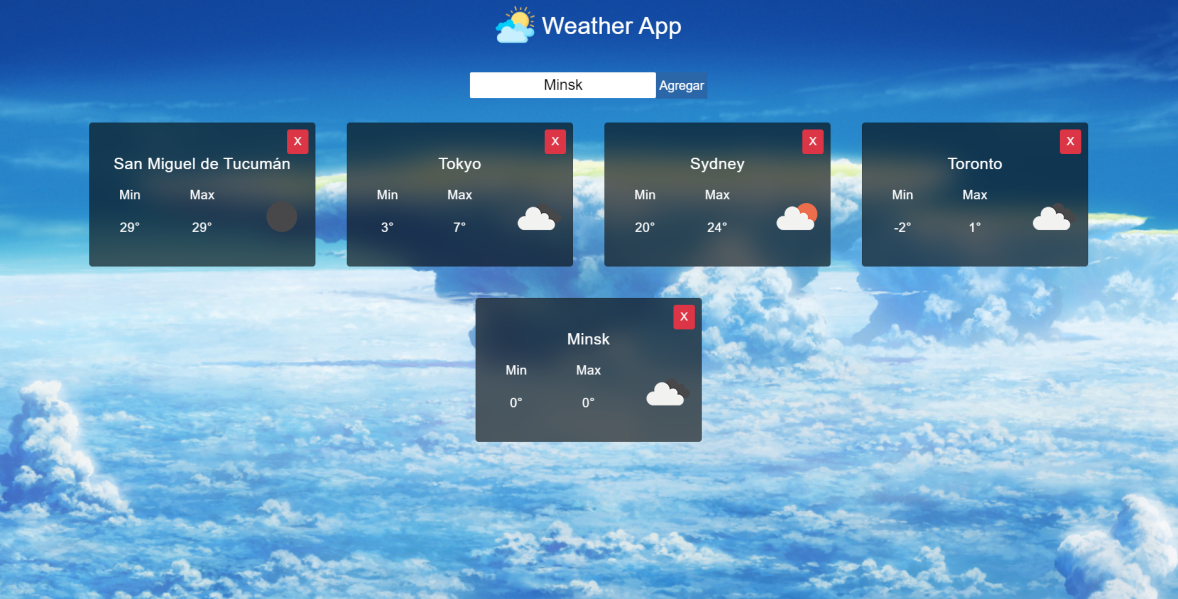 Weather App
Minsk
Agregar
X
San Miguel de Tucumán
Min Max
29° 29°
X
Tokyo
Min Max
3° 7°
X
Sydney
Min Max
20° 24°
X
Toronto
Min Max
-2° 1°
X
Minsk
Min Max
0° 0°